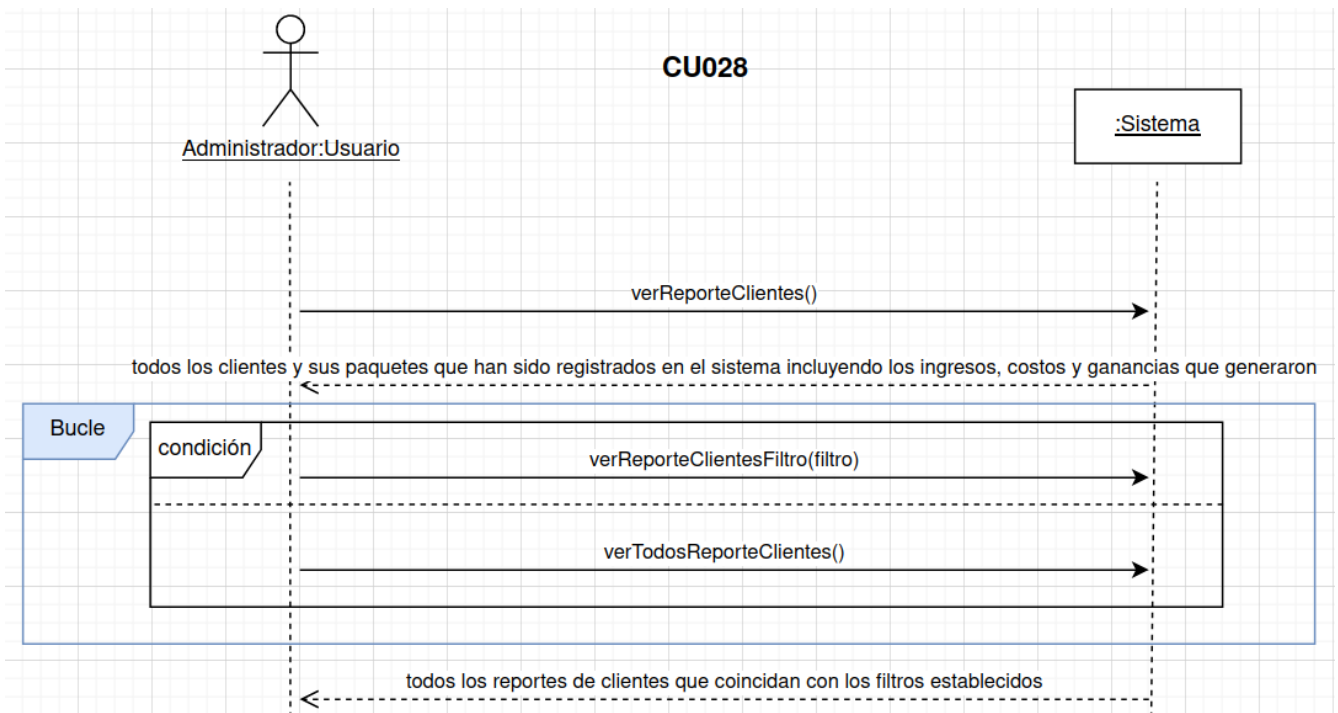 CU028
Administrador:Usuario
:Sistema
verReporteClientes()
todos los clientes y sus paquetes que han sido registrados en el sistema incluyendo los ingresos, costos y ganancias que generaron
Bucle
condición
verReporteClientesFiltro(filtro)
verTodosReporteClientes()
todos los reportes de clientes que coincidan con los filtros establecidos